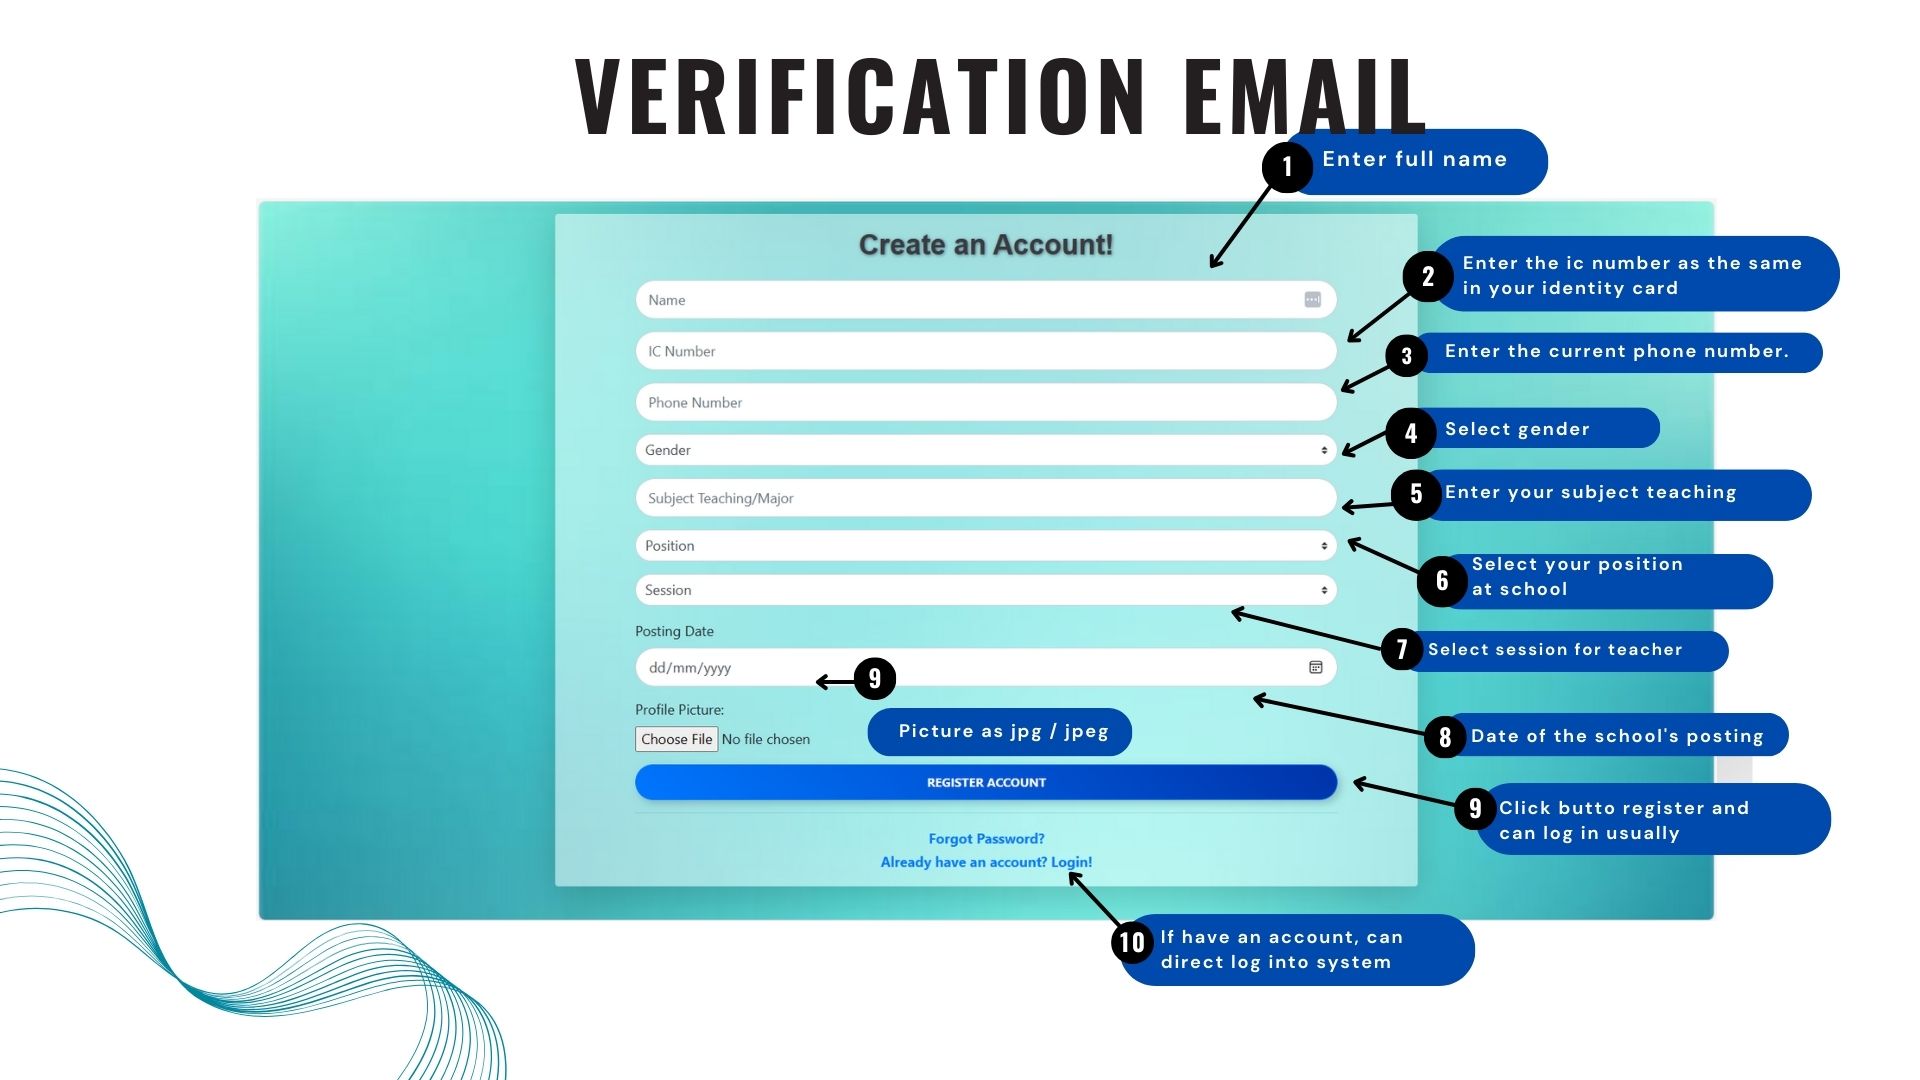 VERIFICATION EMAIL
1
Enter full name
Create an Account!
Name
2
Enter the ic number as the same
in your identity card
IC Number
3
Enter the current phone number.
Phone Number
4
Select gender
Gender
5
Enter your subject teaching
Subject Teaching/Major
Position
6
Select your position
at school
Session
Posting Date
7
Select session for teacher
dd/mm/yyyy
9
Profile Picture:
Picture as jpg / jpeg
Choose File No file chosen
8
Date of the school's posting
REGISTER ACCOUNT
9
Click butto register and
can log in usually
Forgot Password?
Already have an account? Login!
10
If have an account, can
direct log into system